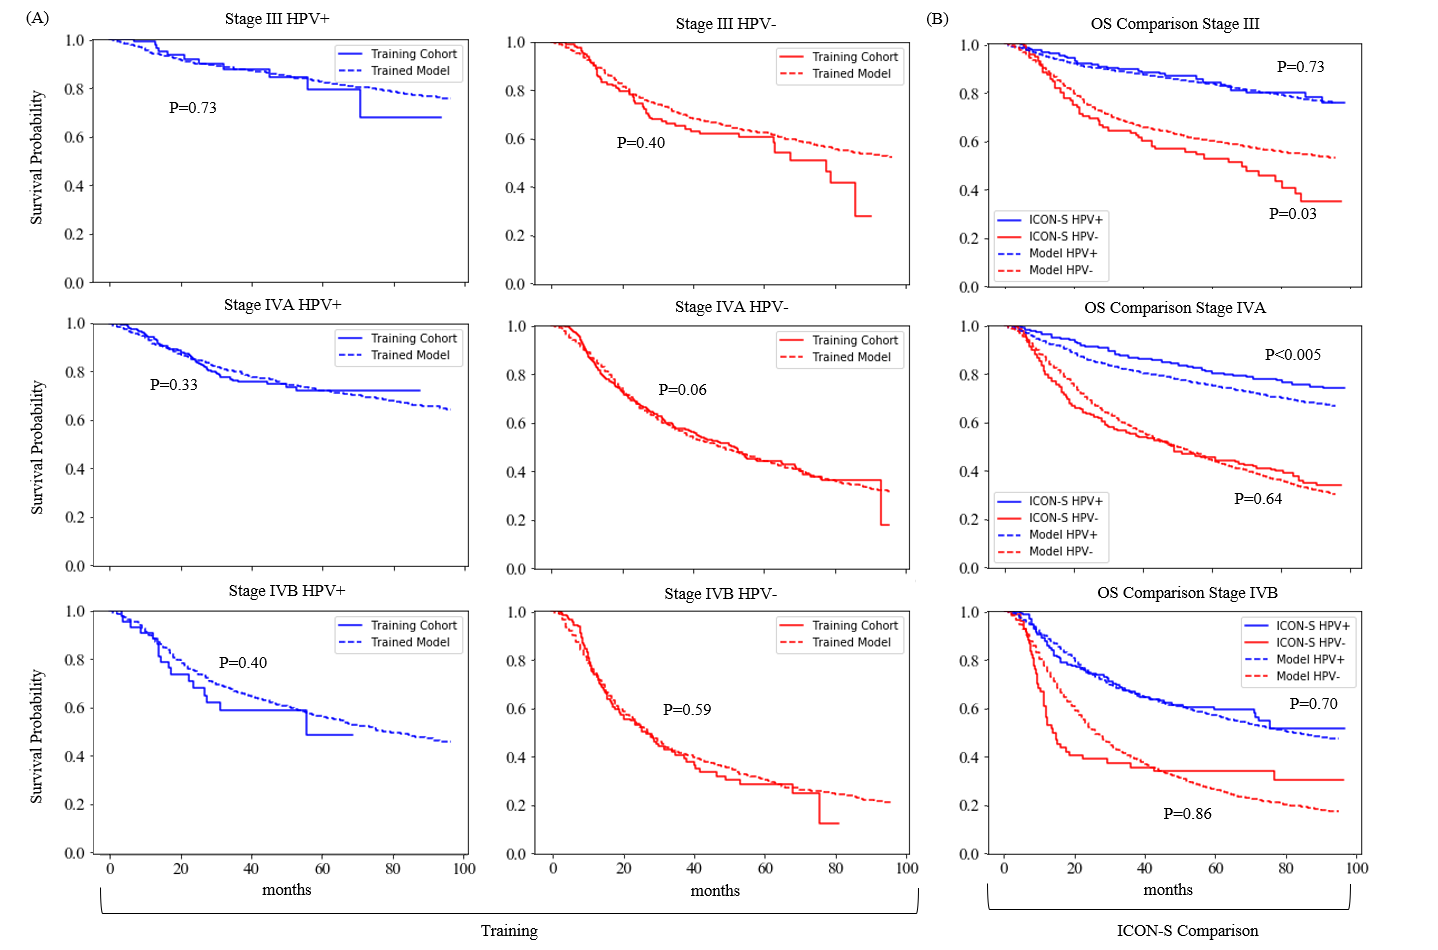 (A)
Stage III HPV+
Stage III HPV-
(B)
OS Comparison Stage III
Survival Probability
1.0
0.8
0.6
0.4
0.2
0.0
Training Cohort
Trained Model
P=0.73
1.0
0.8
0.6
0.4
0.2
0.0
Training Cohort
Trained Model
P=0.40
1.0
0.8
0.6
0.4
0.2
0.0
P=0.73
P=0.03
ICON-S HPV+
ICON-S HPV-
Model HPV+
Model HPV-
Stage IVA HPV+
Stage IVA HPV-
OS Comparison Stage IVA
Survival Probability
1.0
0.8
0.6
0.4
0.2
0.0
Training Cohort
Trained Model
P=0.33
1.0
0.8
0.6
0.4
0.2
0.0
Training Cohort
Trained Model
P=0.06
1.0
0.8
0.6
0.4
0.2
0.0
P<0.005
P=0.64
ICON-S HPV+
ICON-S HPV-
Model HPV+
Model HPV-
Stage IVB HPV+
Stage IVB HPV-
OS Comparison Stage IVB
Survival Probability
1.0
0.8
0.6
0.4
0.2
0.0
Training Cohort
Trained Model
P=0.40
0 20 40 60 80 100
months
1.0
0.8
0.6
0.4
0.2
0.0
Training Cohort
Trained Model
P=0.59
0 20 40 60 80 100
months
1.0
0.8
0.6
0.4
0.2
0.0
ICON-S HPV+
ICON-S HPV-
Model HPV+
Model HPV-
P=0.70
P=0.86
0 20 40 60 80 100
months
Training
ICON-S Comparison